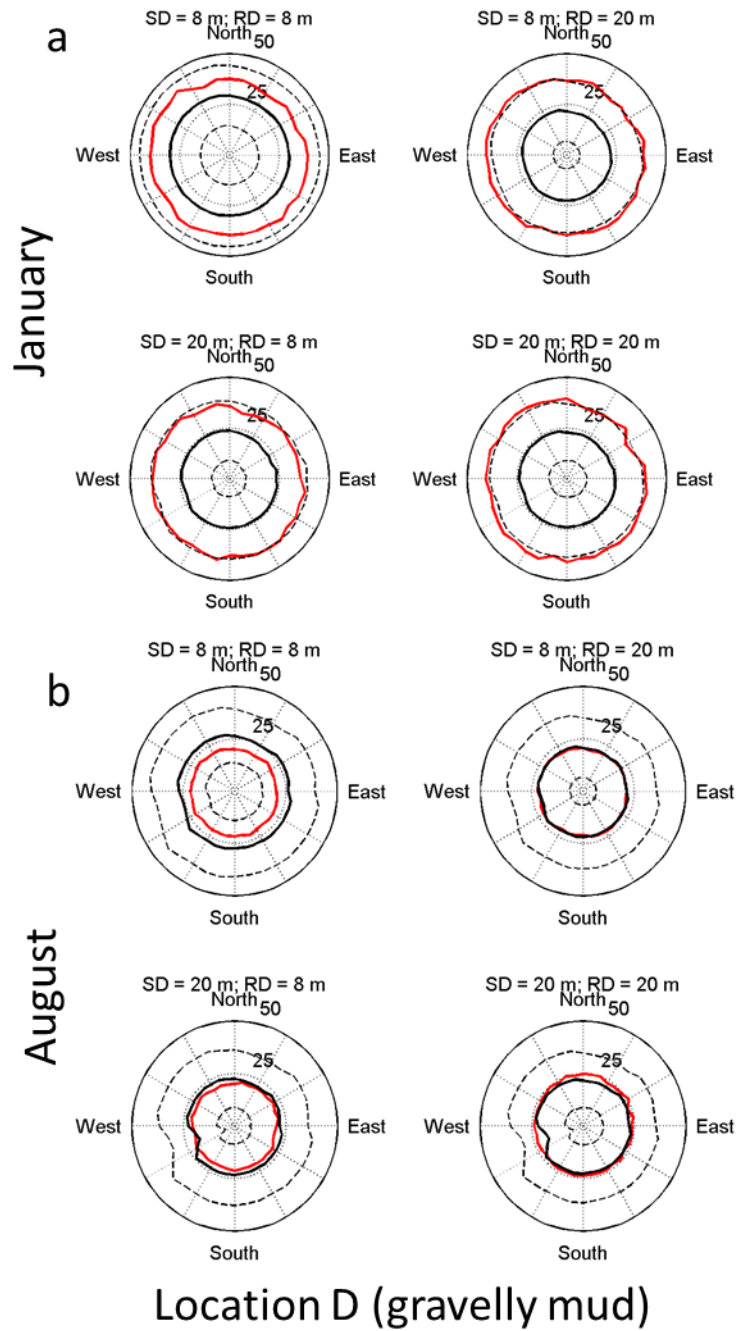 a
January
SD = 8 m; RD = 8 m
North 50
25
West
East
South
SD = 8 m; RD = 20 m
North 50
25
West
East
South
SD = 20 m; RD = 8 m
North 50
25
West
East
South
SD = 20 m; RD = 20 m
North 50
25
West
East
South
b
August
SD = 8 m; RD = 8 m
North 50
25
West
East
South
SD = 8 m; RD = 20 m
North 50
25
West
East
South
SD = 20 m; RD = 8 m
North 50
25
West
East
South
SD = 20 m; RD = 20 m
North 50
25
West
East
South
Location D (gravelly mud)